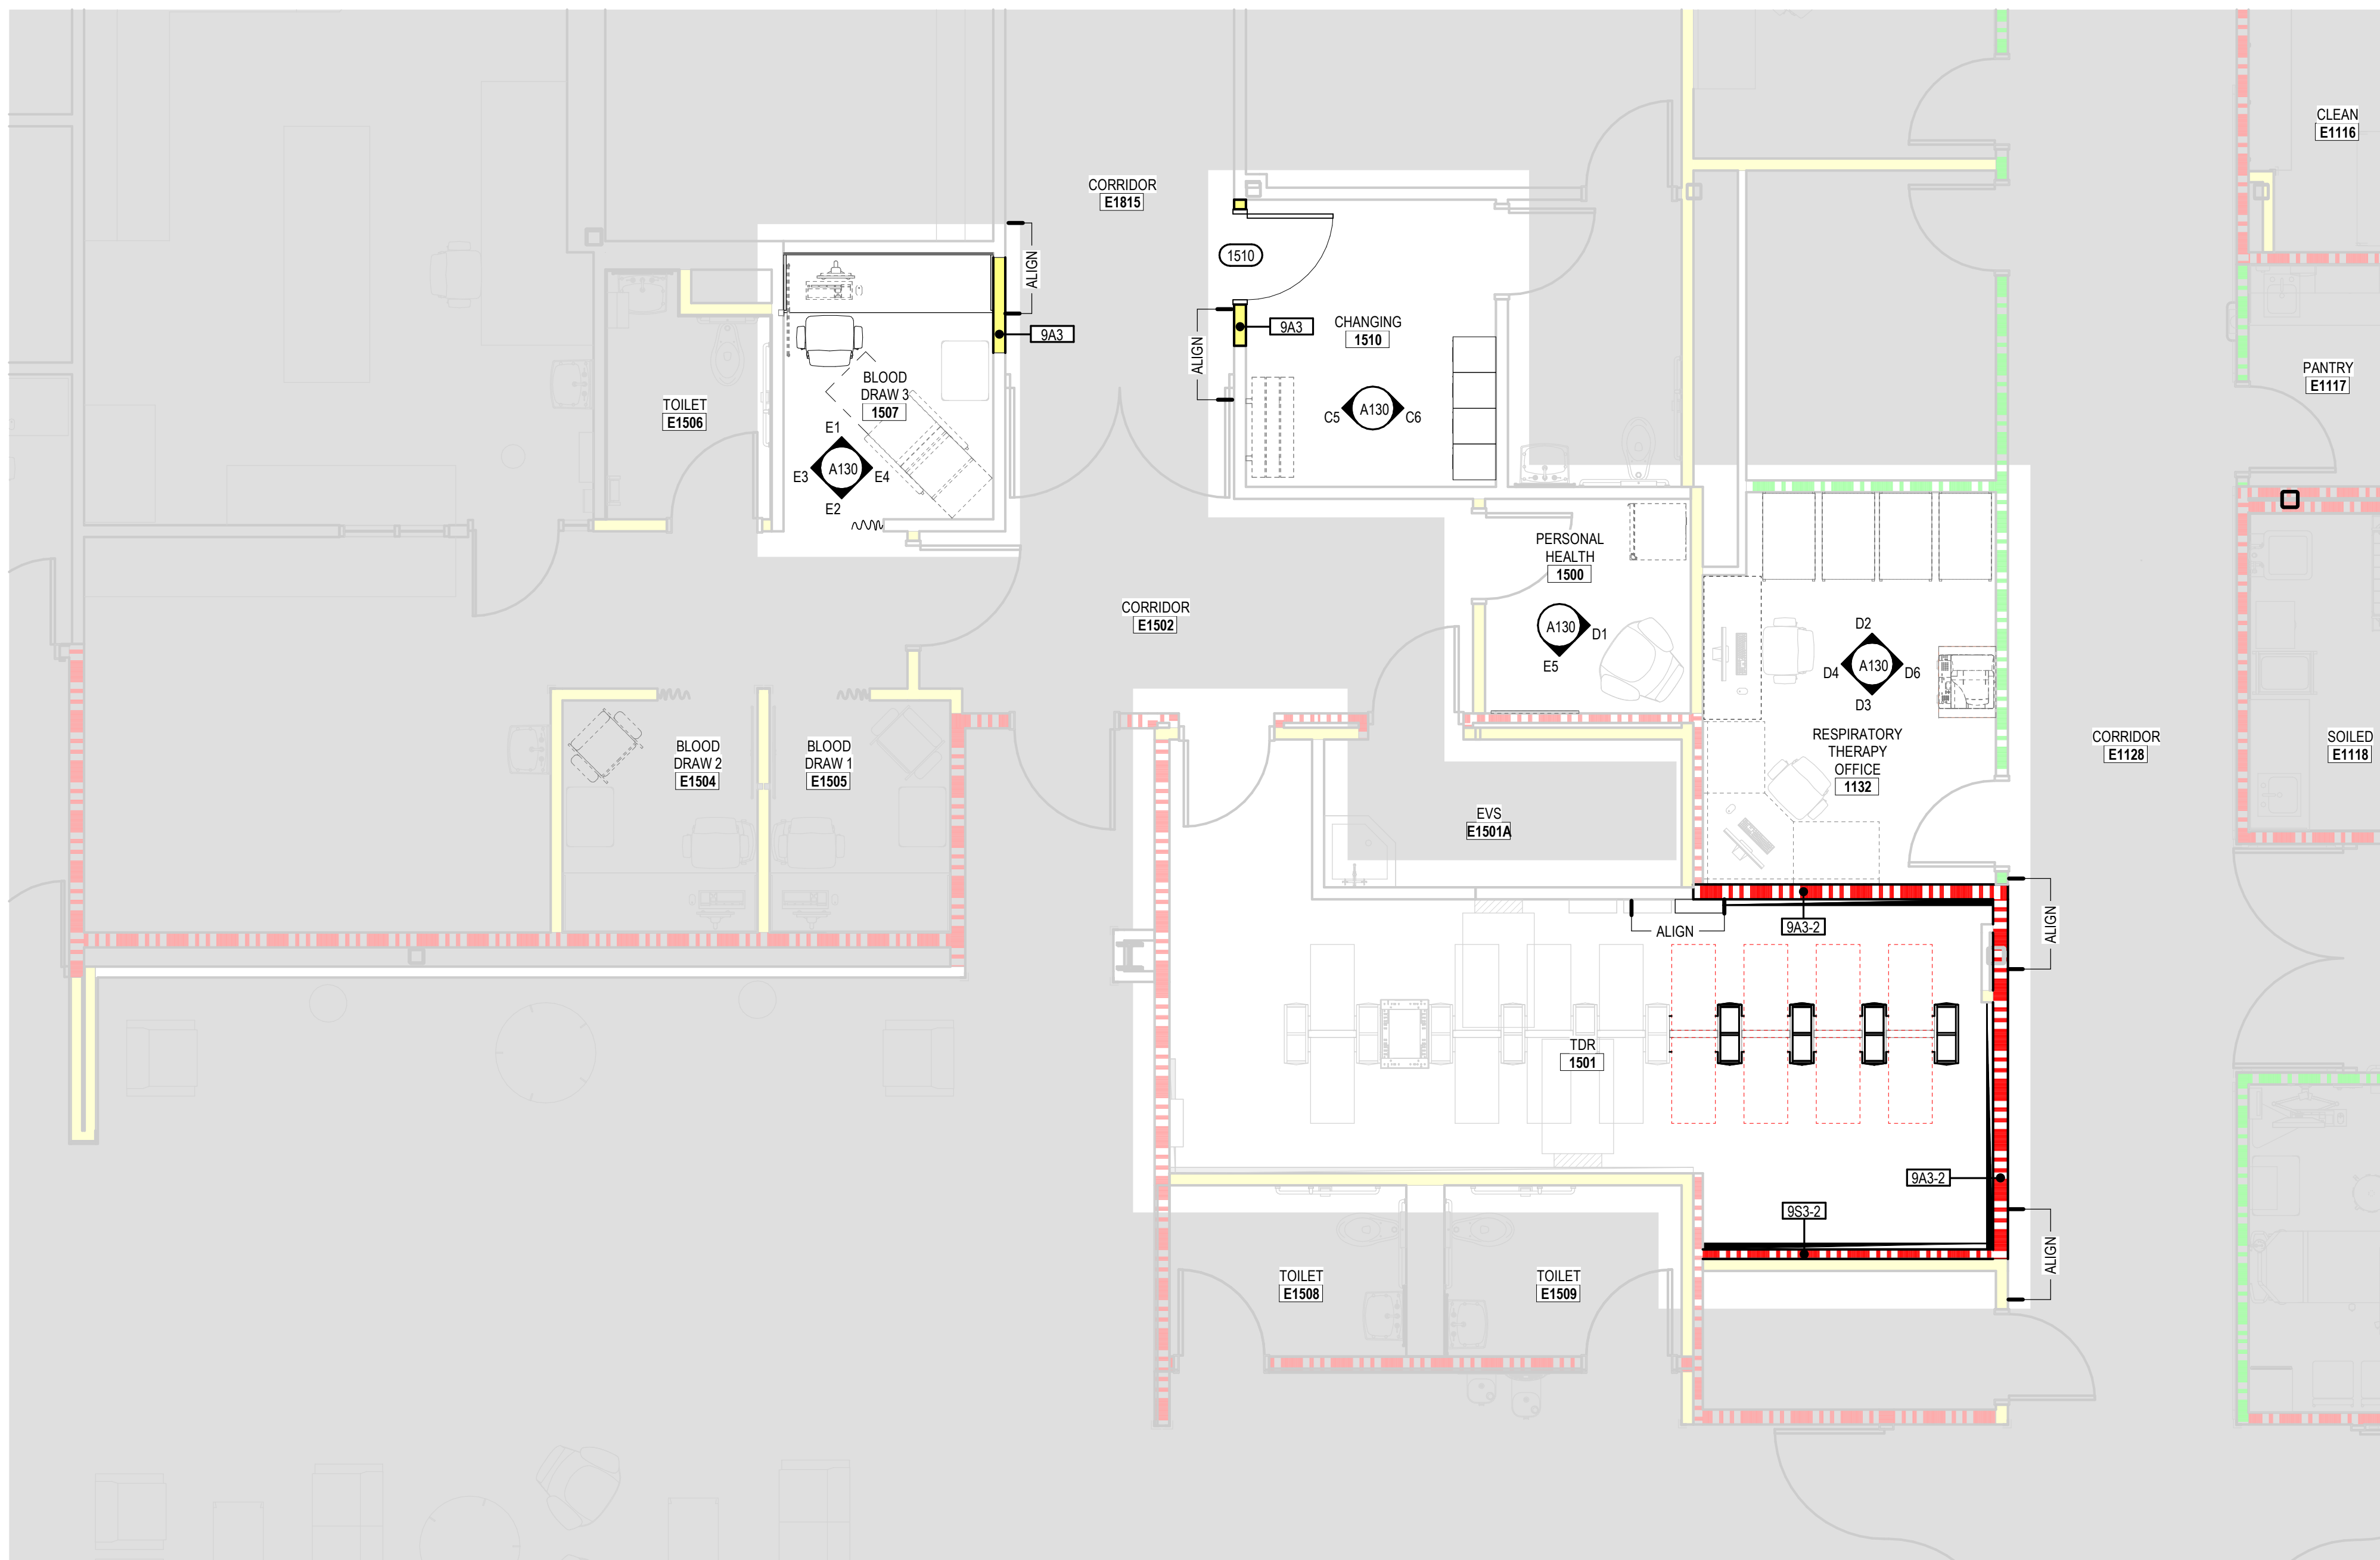 CLEAN
E1116
CORRIDOR
E1815
ALIGN
1510
9A3
9A3
CHANGING
1510
ALIGN
PANTRY
E1117
BLOOD
DRAW 3
1507
TOILET
E1506
C5
A130
C6
E1
E3
A130
E4
E2
PERSONAL
HEALTH
1500
CORRIDOR
E1502
A130
D1
E5
D2
D4
A130
D6
D3
BLOOD
DRAW 2
E1504
BLOOD
DRAW 1
E1505
RESPIRATORY
THERAPY
OFFICE
1132
CORRIDOR
E1128
SOILED
E1118
EVS
E1501A
9A3-2
ALIGN
ALIGN
TDR
1501
9A3-2
9S3-2
ALIGN
TOILET
E1508
TOILET
E1509